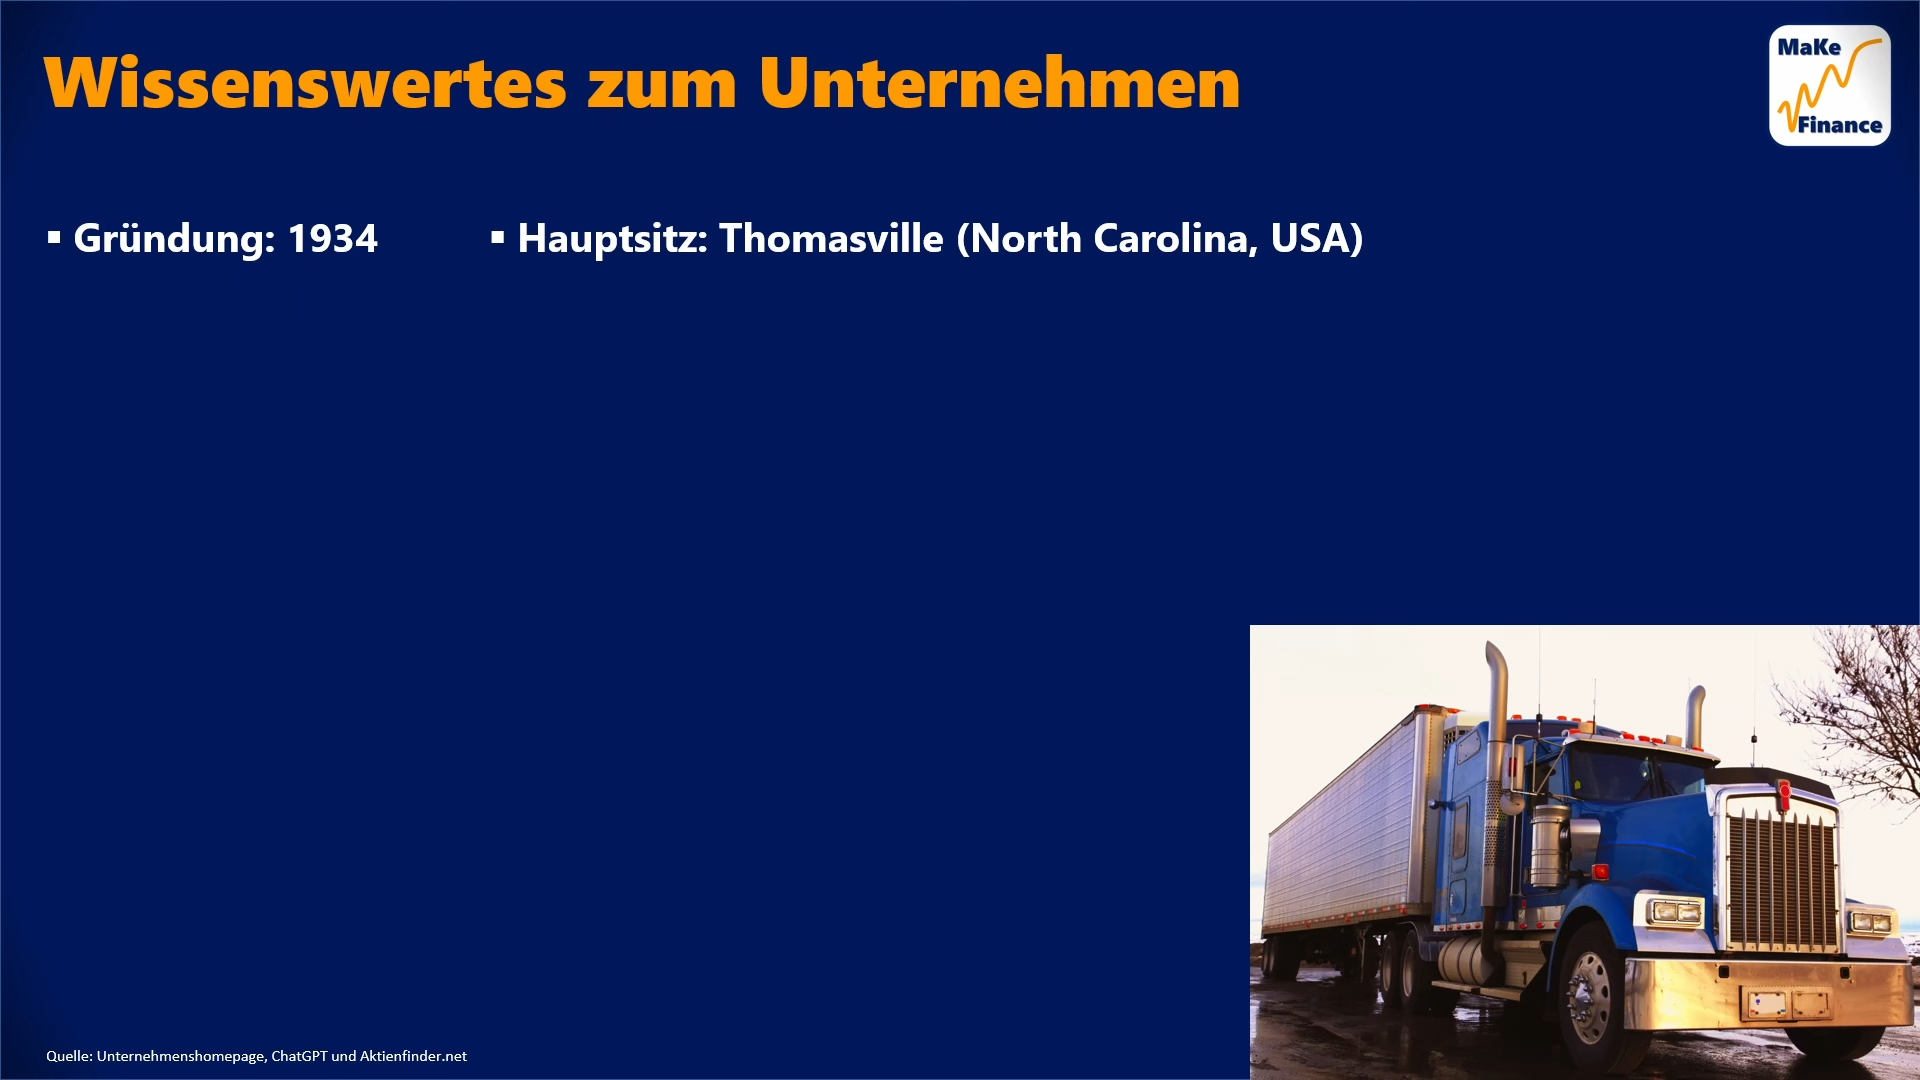 Wissenswertes zum Unternehmen
MaKe
Finance
▪ Gründung: 1934
▪ Hauptsitz: Thomasville (North Carolina, USA)
Quelle: Unternehmenshomepage, ChatGPT und Aktienfinder.net